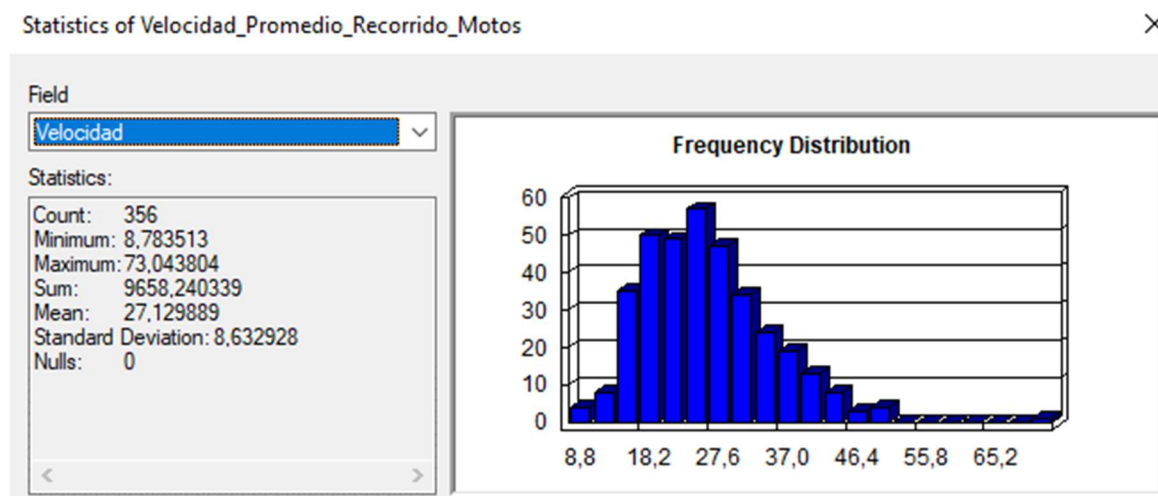 Statistics of Velocidad_Promedio_Recorrido_Motos
Field
Velocidad
Statistics:
Count: 356
Minimum: 8,783513
Maximum: 73,043804
Sum: 9658,240339
Mean: 27,129889
Standard Deviation: 8,632928
Nulls: 0
Frequency Distribution
60
50
40
30
20
10
0
8,8 18,2 27,6 37,0 46,4 55,8 65,2